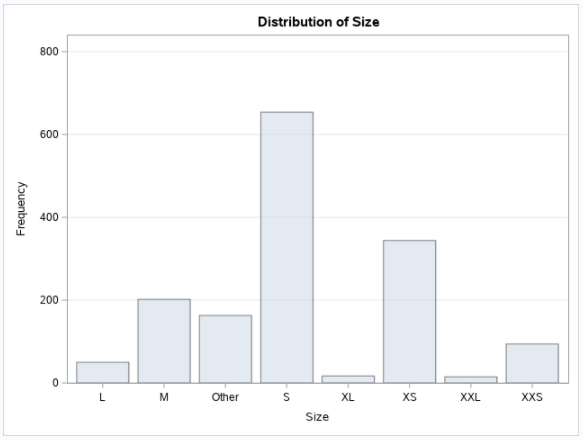 Distribution of Size
800
600
400
200
0
Frequency
L M Other S XL XS XXL XXS
Size